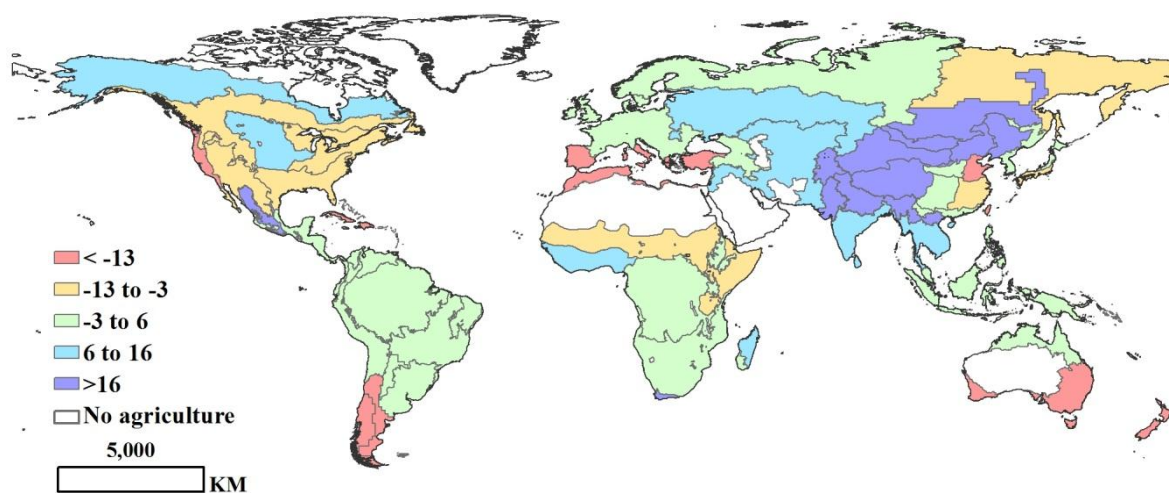 < -13
-13 to -3
-3 to 6
6 to 16
>16
No agriculture
5,000
KM